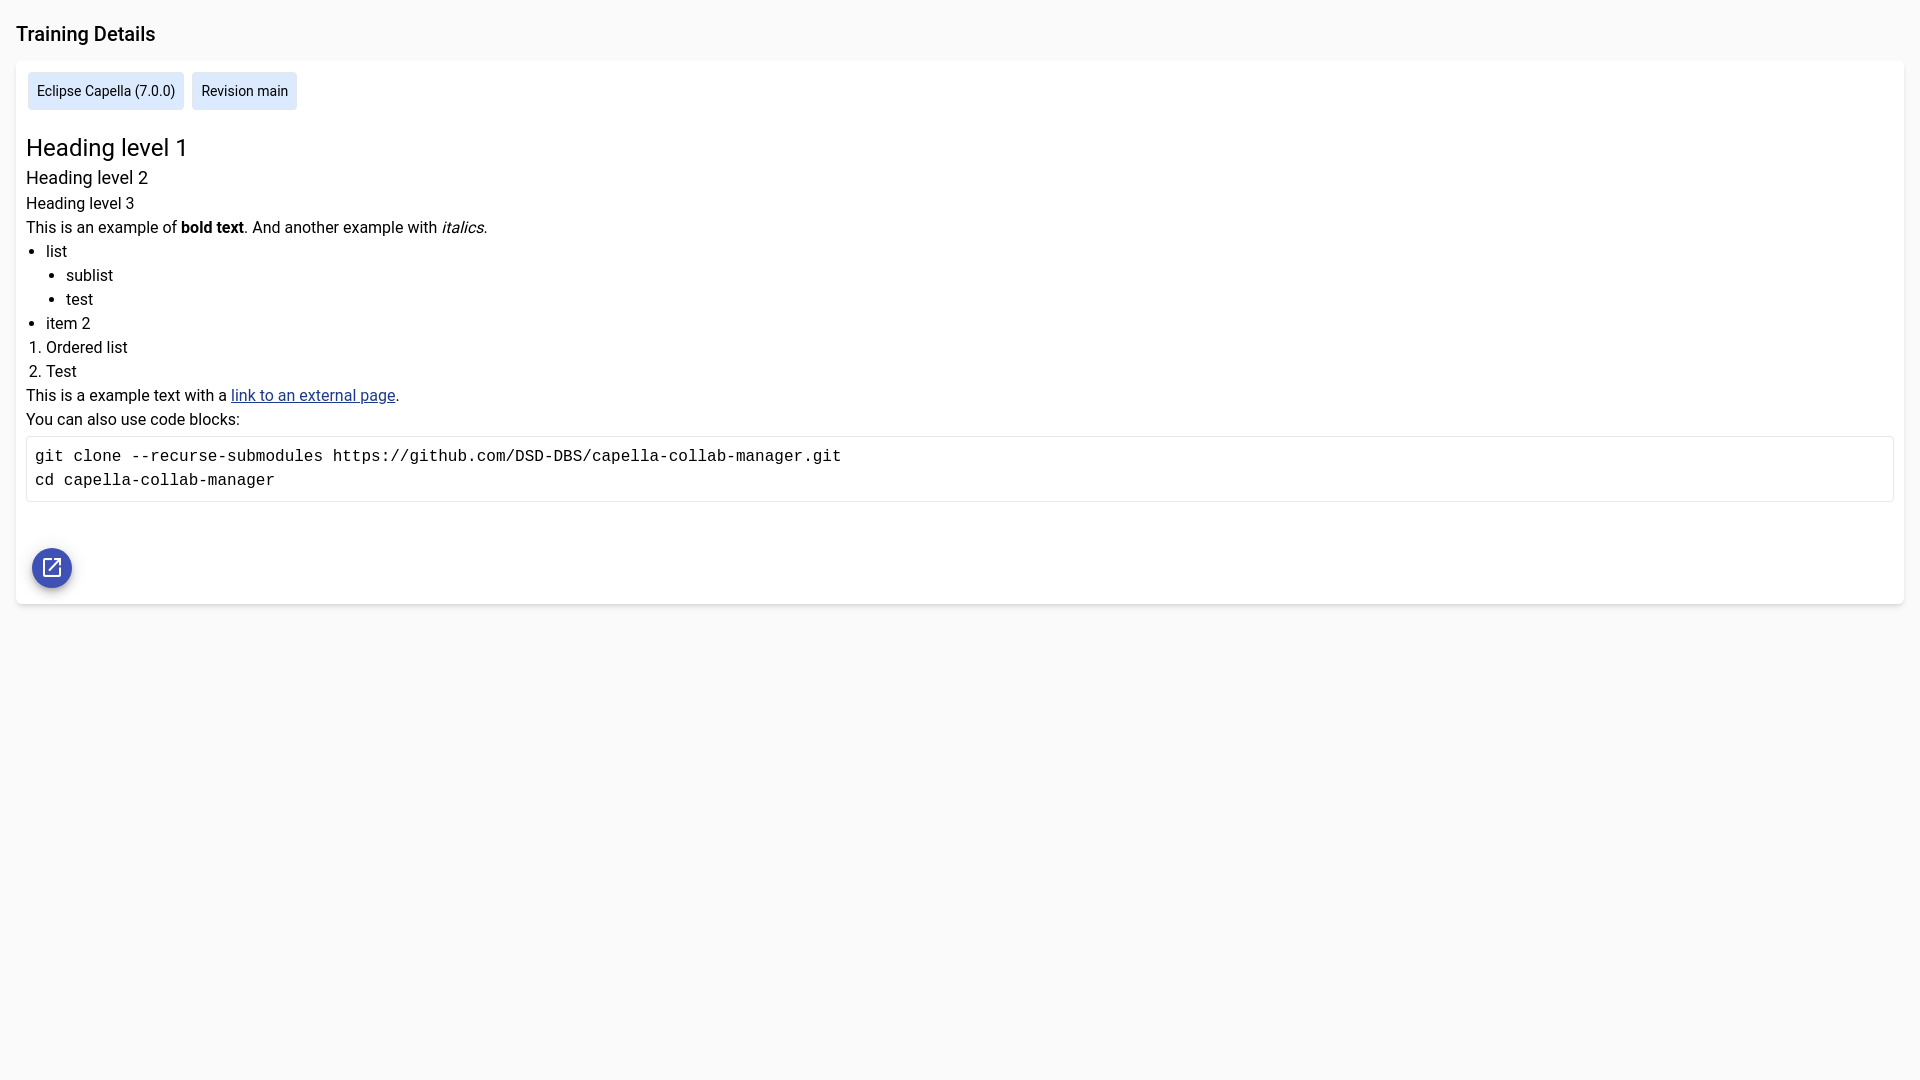 Training Details
Eclipse Capella (7.0.0) Revision main
Heading level 1
Heading level 2
Heading level 3
This is an example of bold text. And another example with italics.
• list
• sublist
• test
• item 2
1. Ordered list
2. Test
This is a example text with a link to an external page.
You can also use code blocks:
git clone --recurse-submodules https://github.com/DSD-DBS/capella-collab-manager.git
cd capella-collab-manager